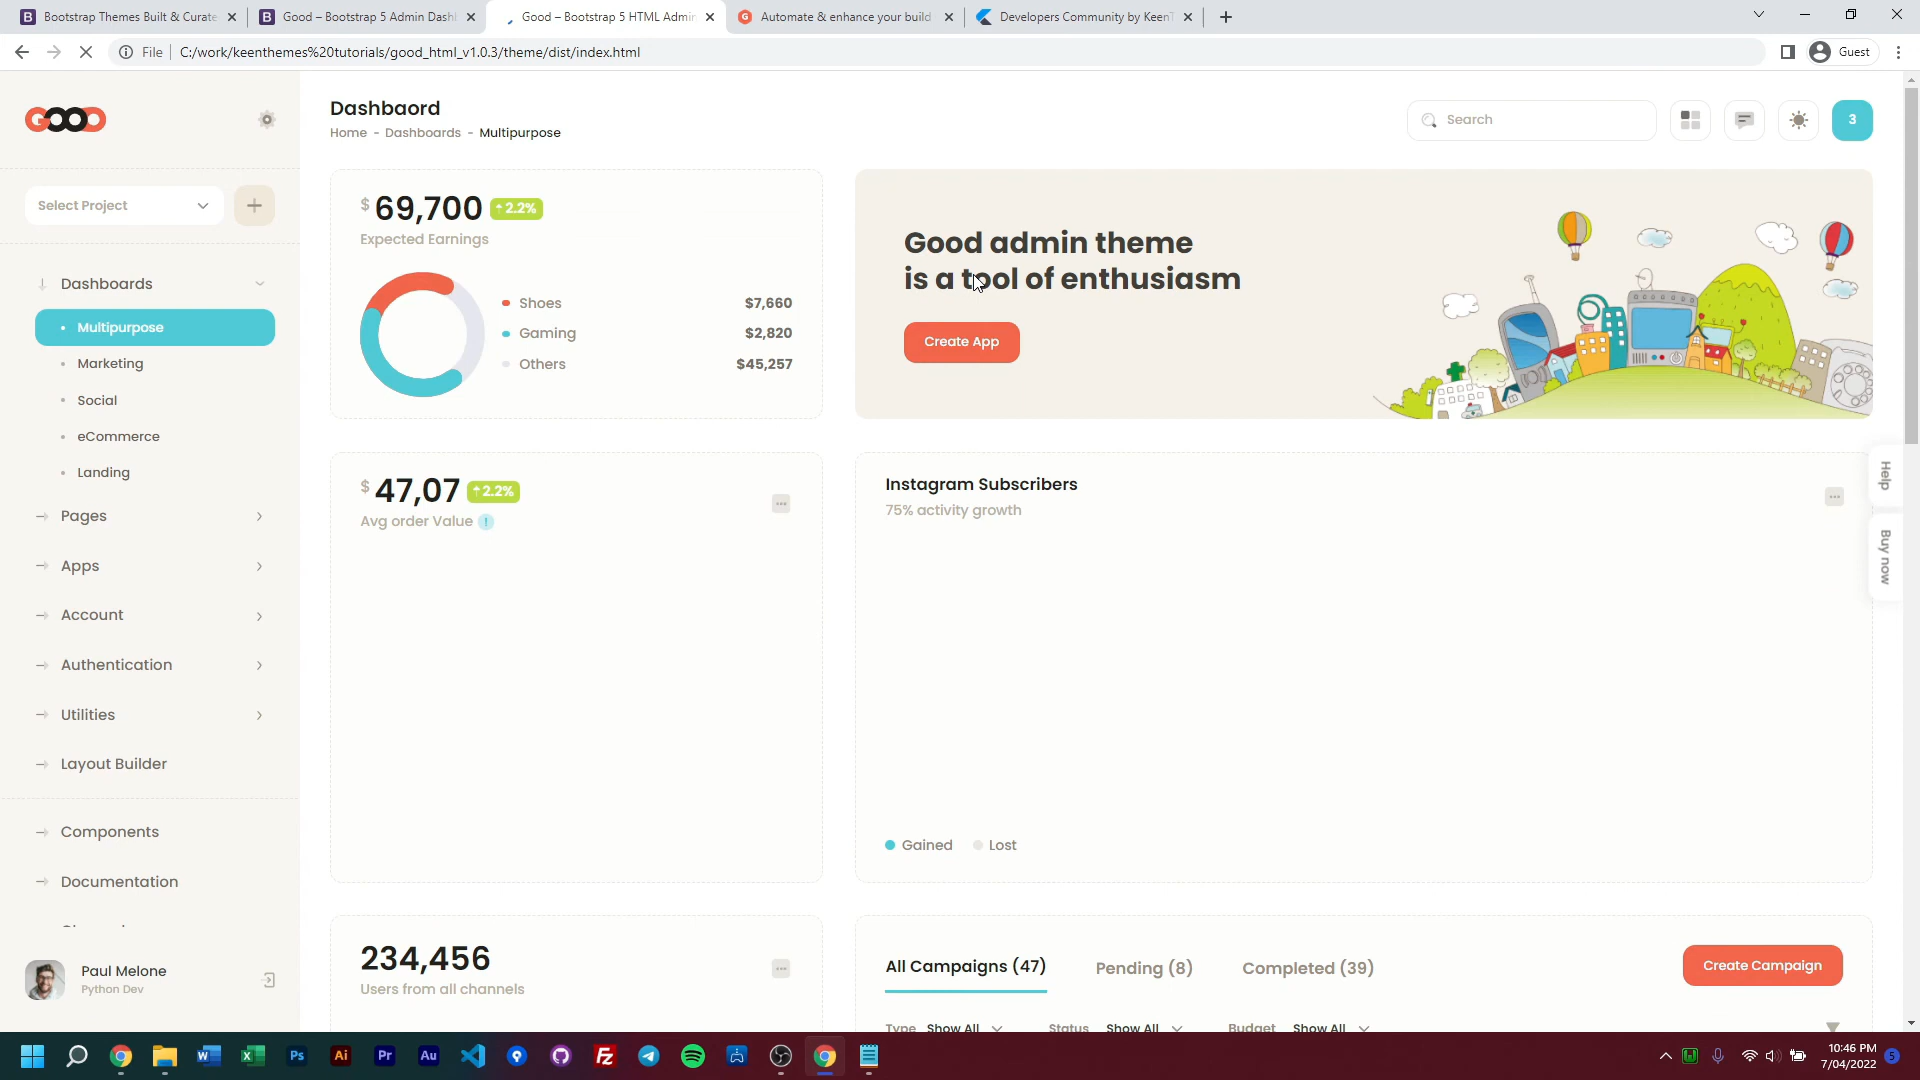 Bootstrap Themes Built & Curate
Good – Bootstrap 5 Admin Dash
Good – Bootstrap 5 HTML Admin
Automate & enhance your build
Developers Community by KeenT
File
C:/work/keenthemes%20tutorials/good_html_v1.0.3/theme/dist/index.html
Guest
GOOD
Dashbaord
Home - Dashboards - Multipurpose
Search
3
Select Project
Dashboards
Multipurpose
Marketing
Social
eCommerce
Landing
Pages
Apps
Account
Authentication
Utilities
Layout Builder
Components
Documentation
Paul Melone
Python Dev
$ 69,700 2.2%
Expected Earnings
Shoes $7,660
Gaming $2,820
Others $45,257
Good admin theme
is a tool of enthusiasm
Create App
$ 47,07 2.2%
Avg order Value
Instagram Subscribers
75% activity growth
Gained Lost
Help
Buy now
234,456
Users from all channels
All Campaigns (47) Pending (8) Completed (39)
Create Campaign
Type Show All Status Show All Budget Show All
10:46 PM
7/04/2022
5